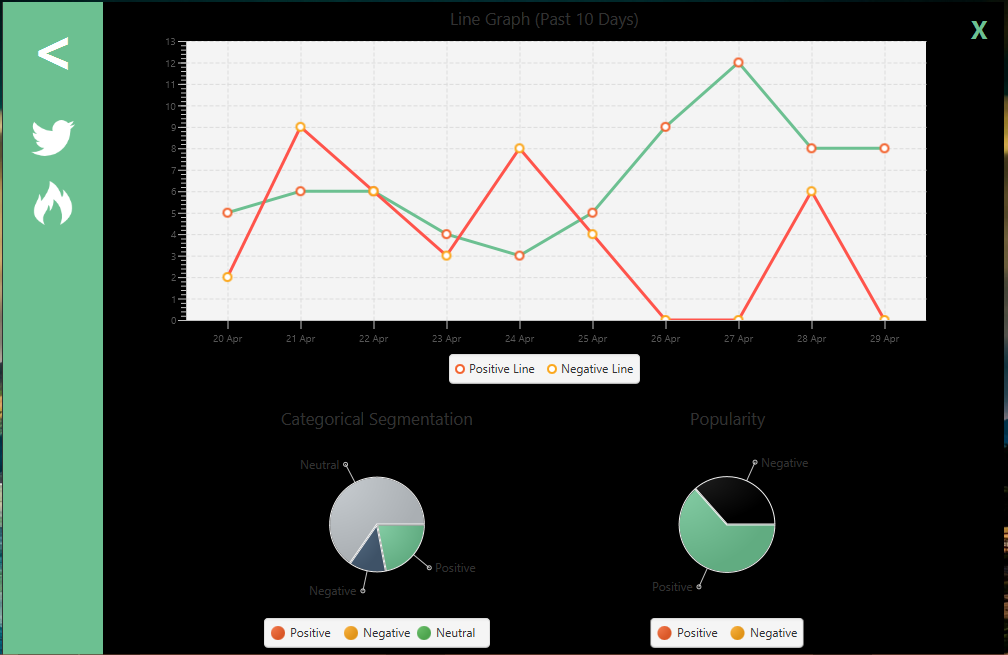 Line Graph (Past 10 Days)
X
<
13
12
11
10
9
8
7
6
5
4
3
2
1
0
20 Apr 21 Apr 22 Apr 23 Apr 24 Apr 25 Apr 26 Apr 27 Apr 28 Apr 29 Apr
Positive Line Negative Line
Categorical Segmentation
Neutral
Positive
Negative
Positive Negative Neutral
Popularity
Negative
Positive
Positive Negative